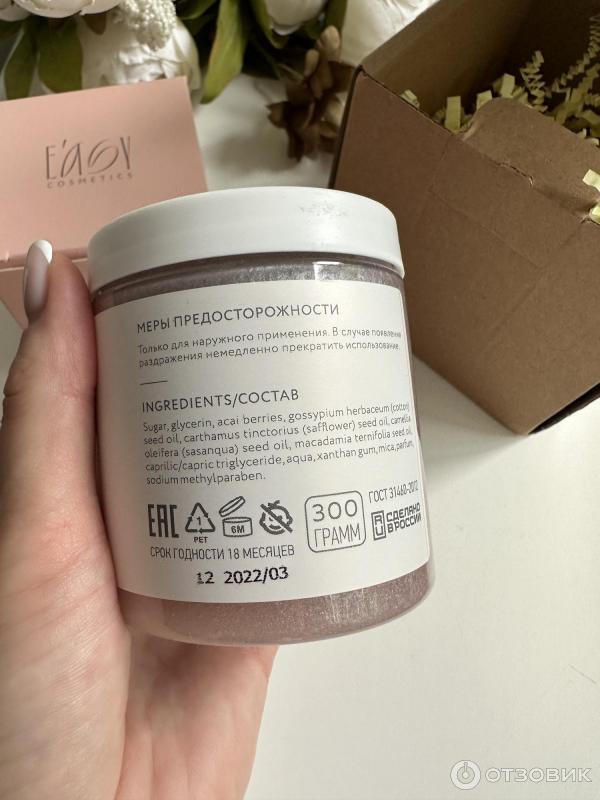 E'ASY
COSMETICS
МЕРЫ ПРЕДОСТОРОЖНОСТИ
Только для наружного применения. В случае появления
раздражения немедленно прекратить использование.
INGREDIENTS/СОСТАВ
Sugar, glycerin, acai berries, gossypium herbaceum (cotton)
seed oil, carthamus tinctorius (safflower) seed oil, camellia
oleifera (sasanqua) seed oil, macadamia ternifolia seed oil,
caprilic/capric triglyceride, aqua, xanthan gum, mica, parfum,
sodium methylparaben.
EAC
1
PET
6M
300
ГРАММ
ГОСТ 31460-2012
СДЕЛАНО
В РОССИИ
СРОК ГОДНОСТИ 18 МЕСЯЦЕВ
12 2022/03
ОТЗОВИК